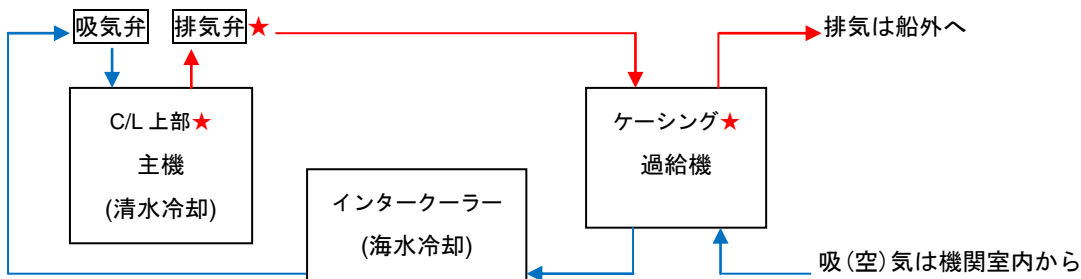 吸気弁 排気弁★ 排気は船外へ
C/L 上部★
主機
(清水冷却)
ケーシング★
過給機
インタークーラー
(海水冷却)
吸(空)気は機関室内から